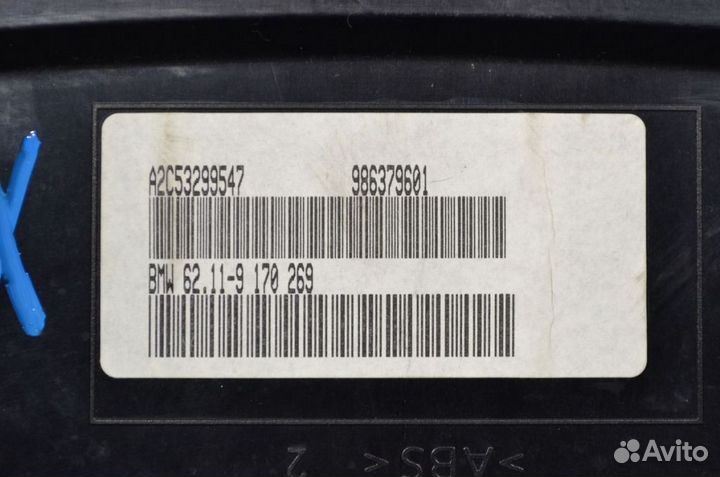 A2C53299547 986379601
BMW 62.11-9 170 269
>ABS< 2
Avito